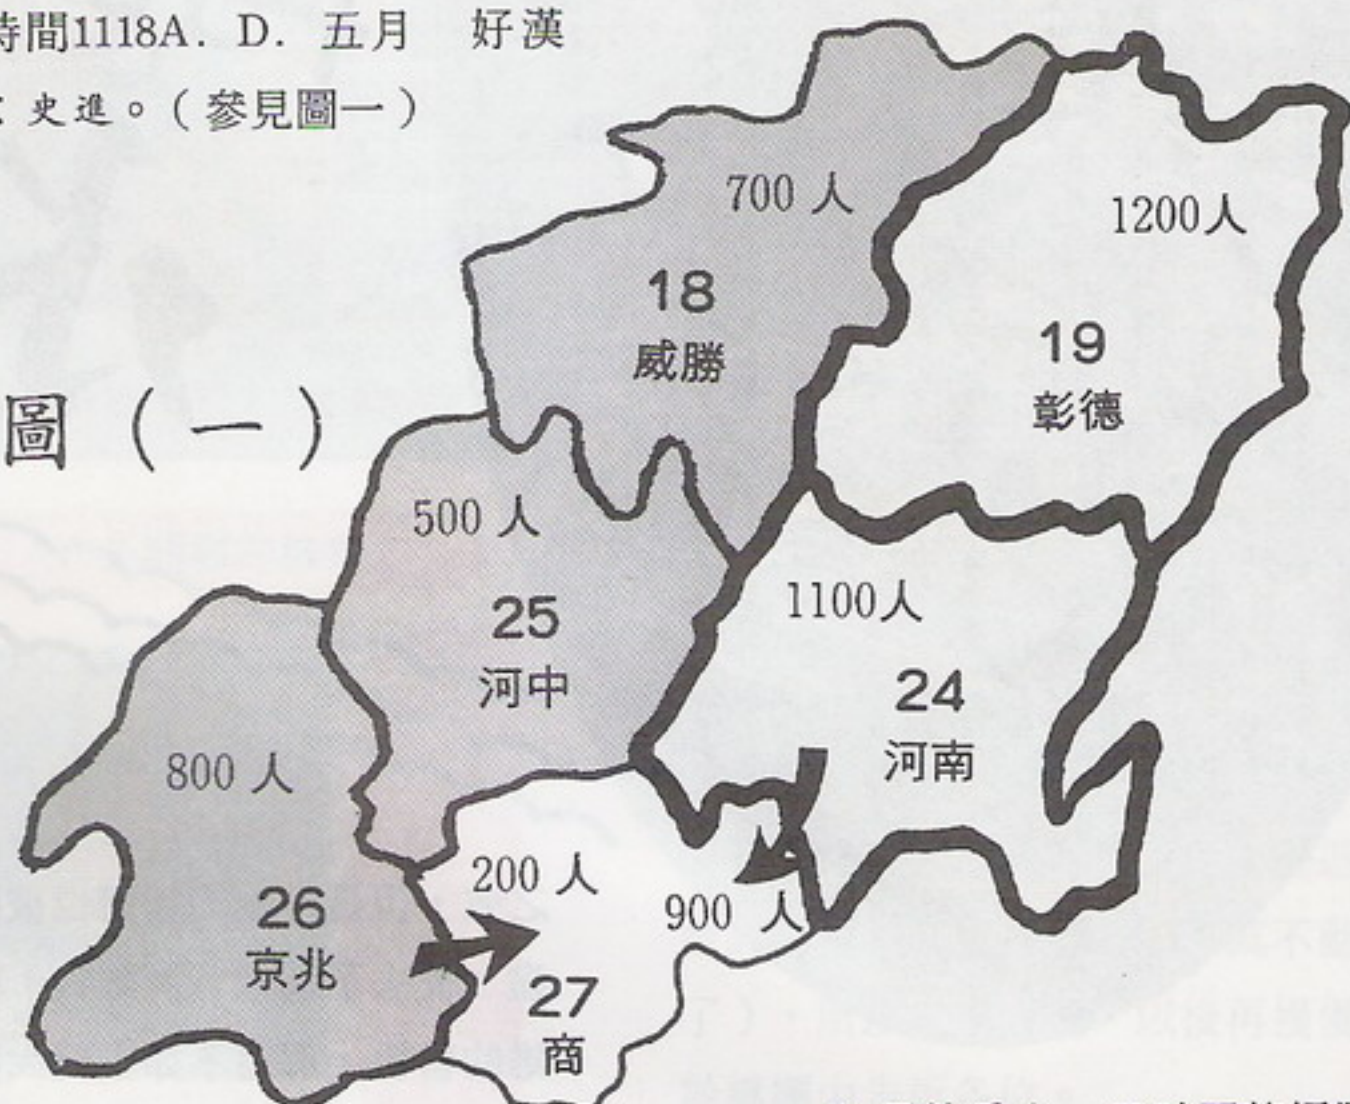 時間1118A. D. 五月 好漢
史進。(參見圖一)
圖(一)
700 人
18
威勝
1200人
19
彰德
500 人
25
河中
1100人
24
河南
800 人
26
京兆
200 人
900 人
27
商